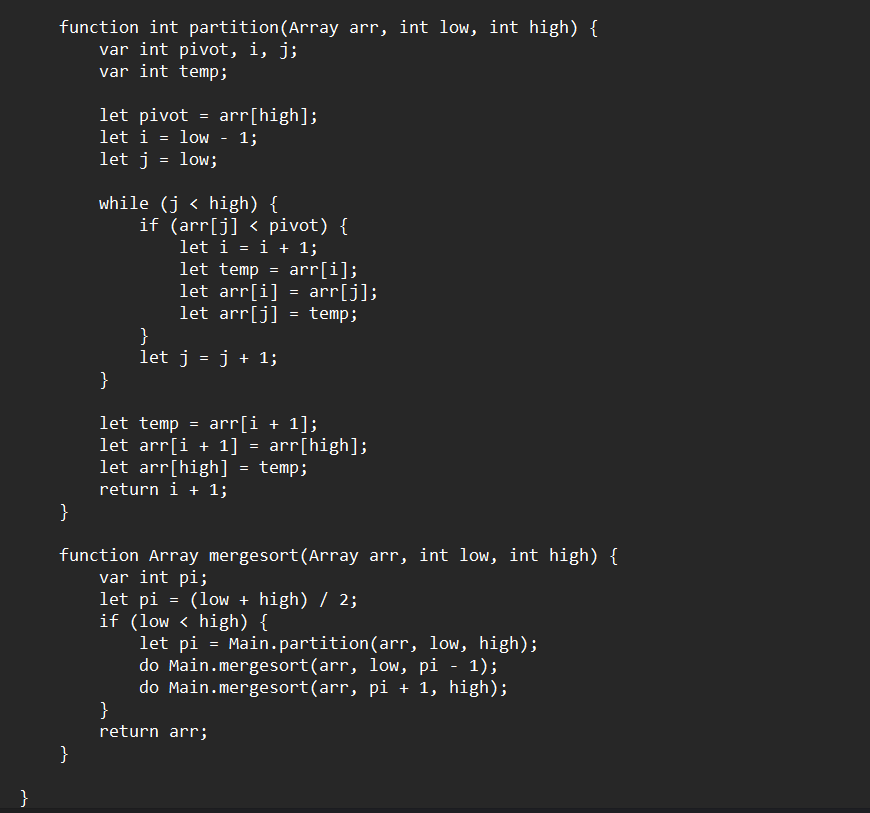 function int partition(Array arr, int low, int high) {
var int pivot, i, j;
var int temp;
let pivot = arr[high];
let i = low - 1;
let j = low;
while (j < high) {
if (arr[j] < pivot) {
let i = i + 1;
let temp = arr[i];
let arr[i] = arr[j];
let arr[j] = temp;
}
let j = j + 1;
}
let temp = arr[i + 1];
let arr[i + 1] = arr[high];
let arr[high] = temp;
return i + 1;
}
function Array mergesort(Array arr, int low, int high) {
var int pi;
let pi = (low + high) / 2;
if (low < high) {
let pi = Main.partition(arr, low, high);
do Main.mergesort(arr, low, pi - 1);
do Main.mergesort(arr, pi + 1, high);
}
return arr;
}
}